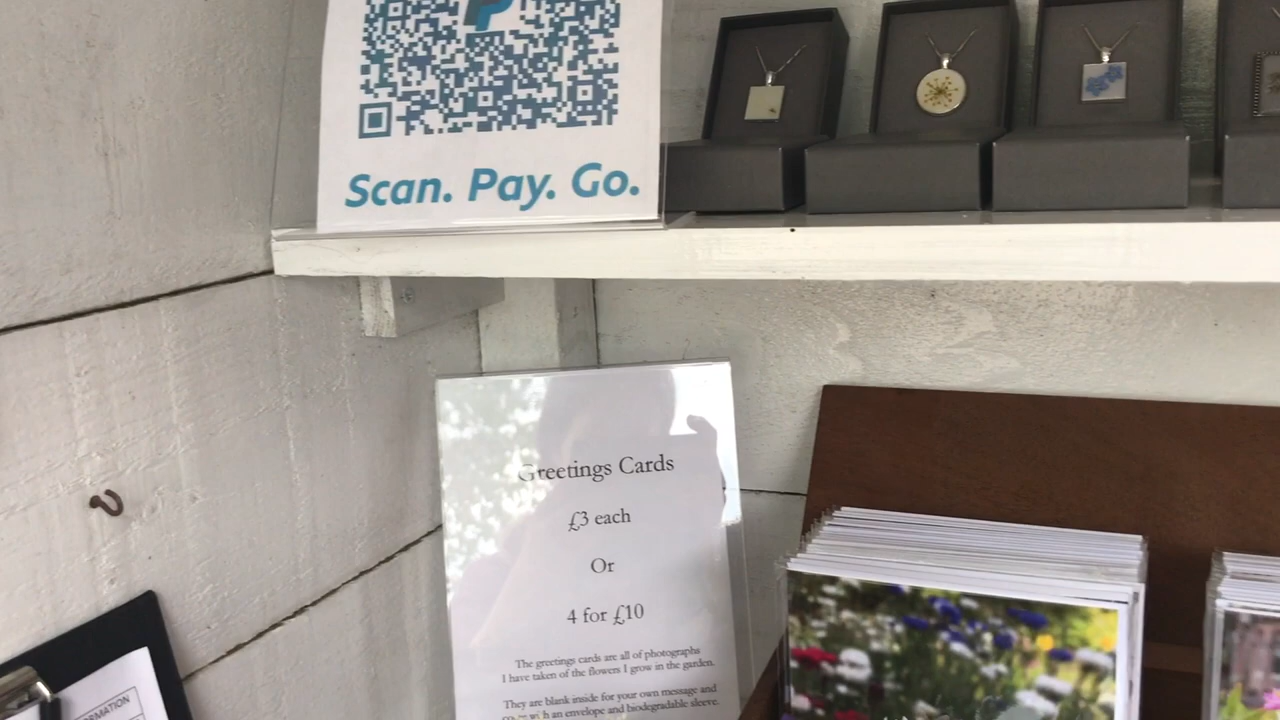 Scan. Pay. Go.
Greetings Cards
£3 each
Or
4 for £10
The greetings cards are all of photographs
I have taken of the flowers I grow in the garden.
They are blank inside for your own message and
an envelope and biodegradable sleeve.